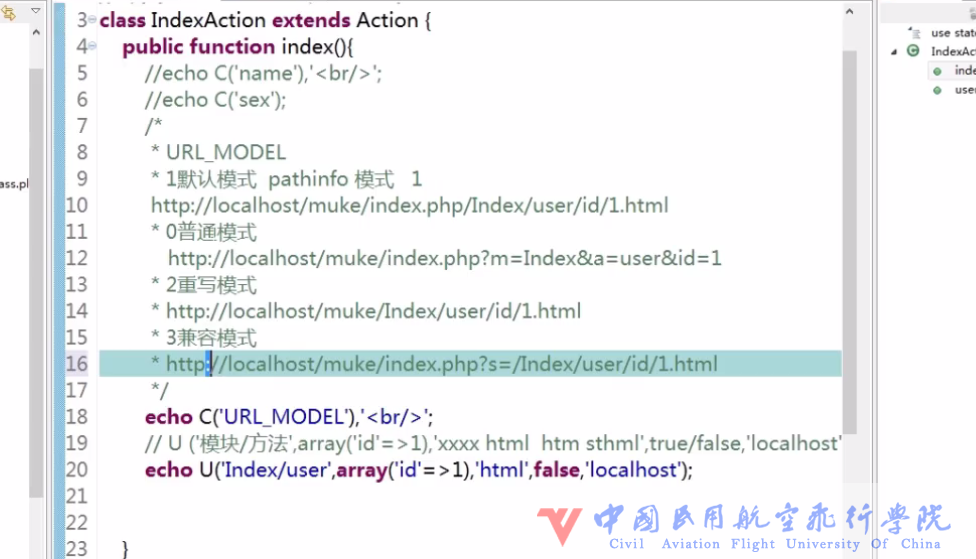 3 class IndexAction extends Action {
4 public function index(){
5 //echo C('name'),'<br/>';
6 //echo C('sex');
7 /*
8 * URL_MODEL
9 * 1默认模式 pathinfo 模式 1
10 http://localhost/muke/index.php/Index/user/id/1.html
11 * 0普通模式
12 http://localhost/muke/index.php?m=Index&a=user&id=1
13 * 2重写模式
14 * http://localhost/muke/Index/user/id/1.html
15 * 3兼容模式
16 * http://localhost/muke/index.php?s=/Index/user/id/1.html
17 */
18 echo C('URL_MODEL'),'<br/>';
19 // U ('模块/方法',array('id'=>1),'xxxx html htm sthml',true/false,'localhost'
20 echo U('Index/user',array('id'=>1),'html',false,'localhost');
21
22
23 }
ass.pl
use state
IndexAc
inde
user
中國民用航空飛行學院
Civil Aviation Flight University Of China